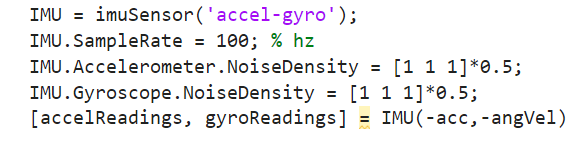 IMU = imuSensor('accel-gyro');
IMU.SampleRate = 100; % hz
IMU.Accelerometer.NoiseDensity = [1 1 1]*0.5;
IMU.Gyroscope.NoiseDensity = [1 1 1]*0.5;
[accelReadings, gyroReadings] = IMU(-acc,-angVel)